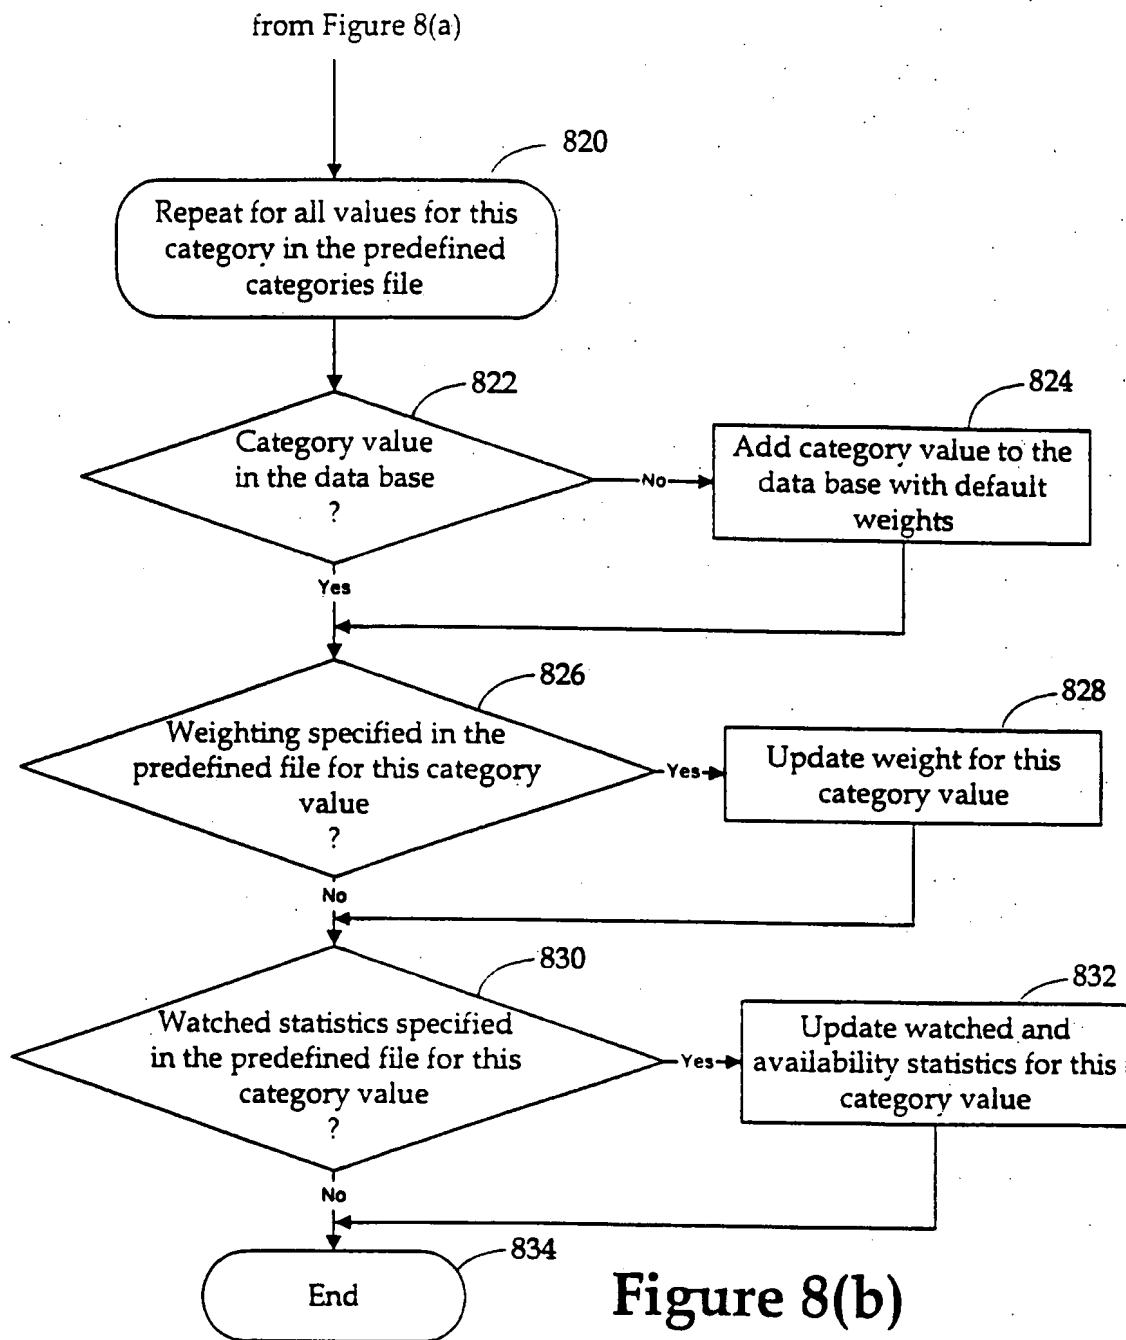 from Figure 8(a)
820
Repeat for all values for this
category in the predefined
categories file
822
Category value
in the data base
?
No
824
Add category value to the
data base with default
weights
Yes
826
Weighting specified in the
predefined file for this category
value
?
Yes
828
Update weight for this
category value
No
830
Watched statistics specified
in the predefined file for this
category value
?
Yes
832
Update watched and
availability statistics for this
category value
No
834
End
Figure 8(b)